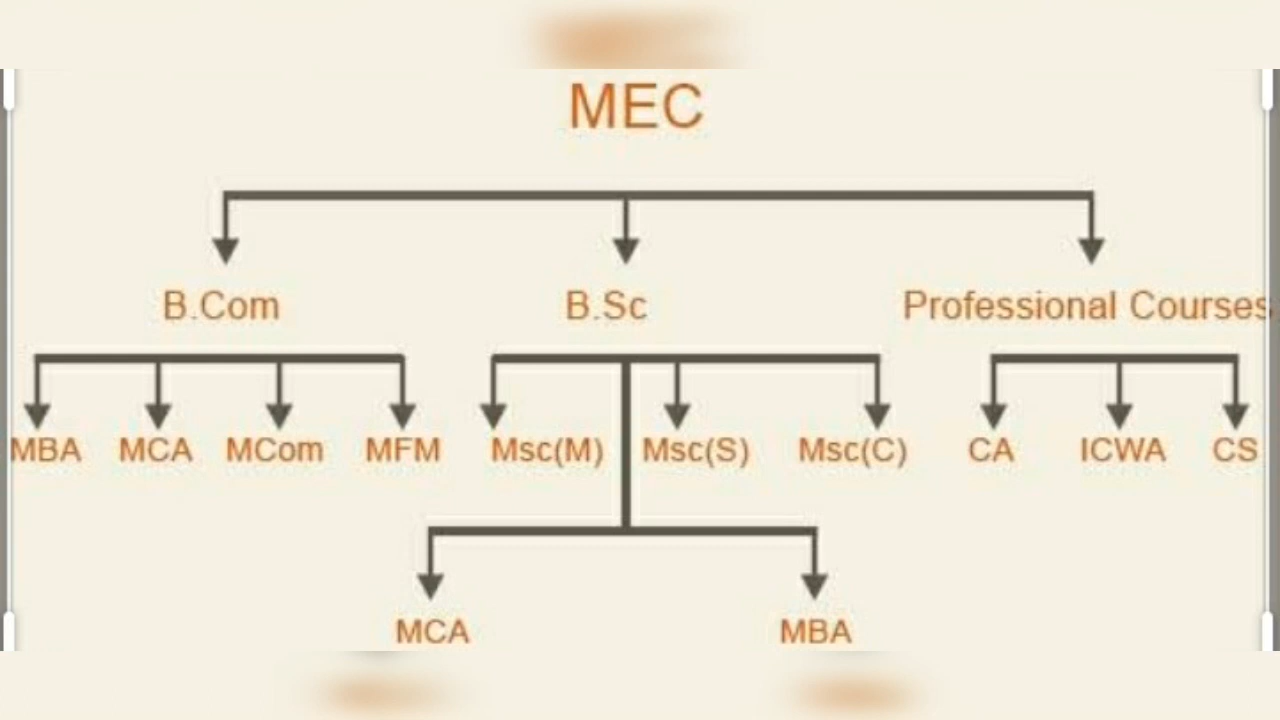 MEC
B.Com B.Sc Professional Courses
MBA MCA MCom MFM Msc(M) Msc(S) Msc(C) CA ICWA CS
MCA MBA